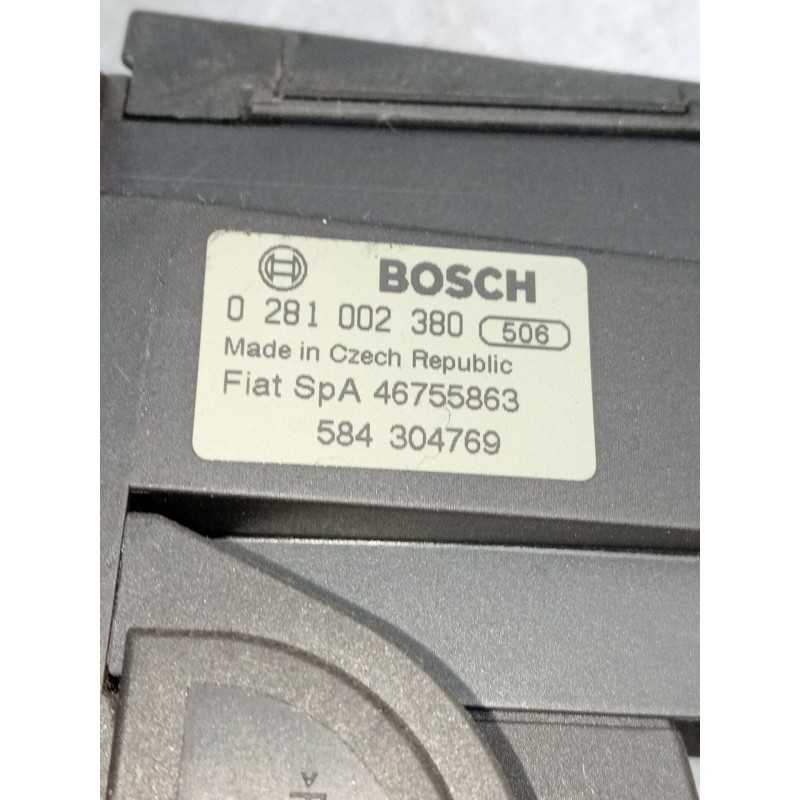 BOSCH
0 281 002 380 506
Made in Czech Republic
Fiat SpA 46755863
584 304769
A